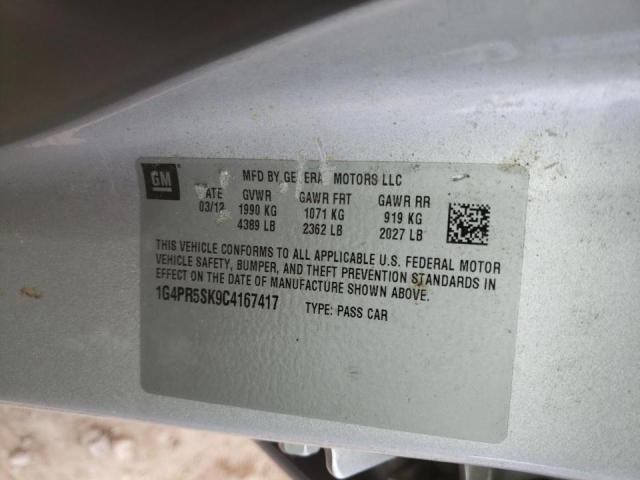 GM
MFD BY GENERAL MOTORS LLC
DATE GVWR GAWR FRT GAWR RR
03/12 1990 KG 1071 KG 919 KG
4389 LB 2362 LB 2027 LB
THIS VEHICLE CONFORMS TO ALL APPLICABLE U.S. FEDERAL MOTOR
VEHICLE SAFETY, BUMPER, AND THEFT PREVENTION STANDARDS IN
EFFECT ON THE DATE OF MANUFACTURE SHOWN ABOVE.
1G4PR5SK9C4167417 TYPE: PASS CAR